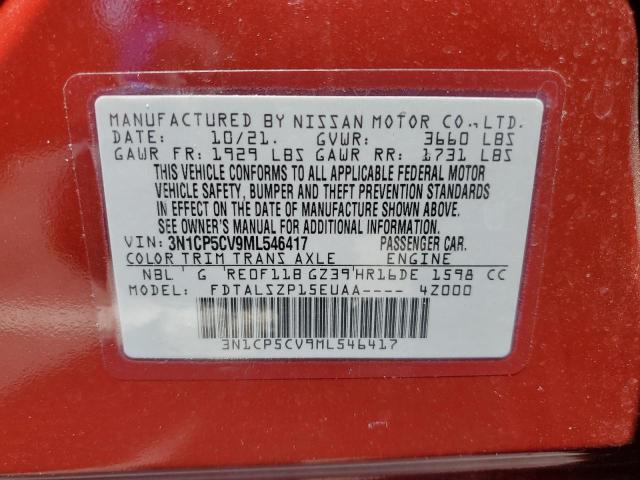 MANUFACTURED BY NISSAN MOTOR CO.,LTD.
DATE: 10/21. GVWR: 3660 LBS
GAWR FR: 1929 LBS GAWR RR: 1731 LBS
THIS VEHICLE CONFORMS TO ALL APPLICABLE FEDERAL MOTOR
VEHICLE SAFETY, BUMPER AND THEFT PREVENTION STANDARDS
IN EFFECT ON THE DATE OF MANUFACTURE SHOWN ABOVE.
SEE OWNER'S MANUAL FOR ADDITIONAL INFORMATION.
VIN: 3N1CP5CV9ML546417 PASSENGER CAR.
COLOR TRIM TRANS AXLE ENGINE
NBL G RE0F11B GZ39 HR16DE 1598 CC
MODEL: FDTALSZP15EUAA---- 4Z000
3N1CP5CV9ML546417